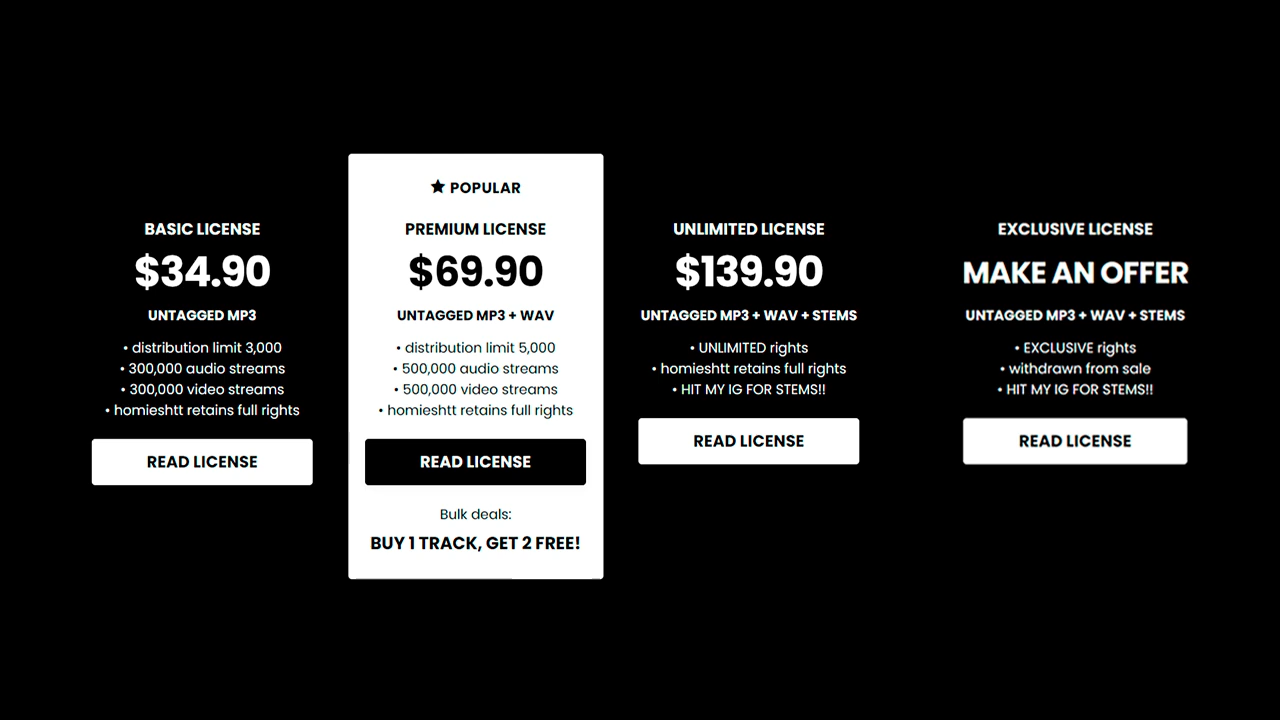 BASIC LICENSE
$34.90
UNTAGGED MP3
• distribution limit 3,000
• 300,000 audio streams
• 300,000 video streams
• homieshtt retains full rights
READ LICENSE
★ POPULAR
PREMIUM LICENSE
$69.90
UNTAGGED MP3 + WAV
• distribution limit 5,000
• 500,000 audio streams
• 500,000 video streams
• homieshtt retains full rights
READ LICENSE
Bulk deals:
BUY 1 TRACK, GET 2 FREE!
UNLIMITED LICENSE
$139.90
UNTAGGED MP3 + WAV + STEMS
• UNLIMITED rights
• homieshtt retains full rights
• HIT MY IG FOR STEMS!!
READ LICENSE
EXCLUSIVE LICENSE
MAKE AN OFFER
UNTAGGED MP3 + WAV + STEMS
• EXCLUSIVE rights
• withdrawn from sale
• HIT MY IG FOR STEMS!!
READ LICENSE